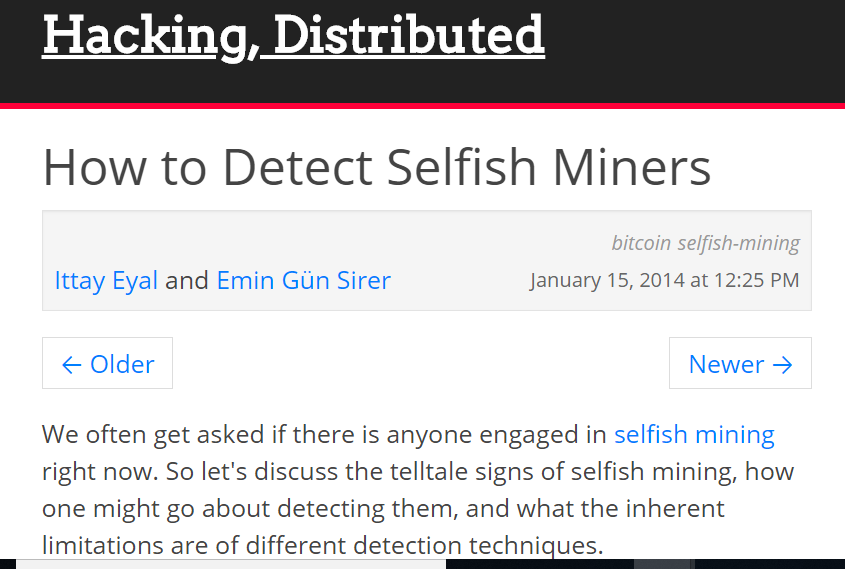 Hacking, Distributed
How to Detect Selfish Miners
bitcoin selfish-mining
Ittay Eyal and Emin Gün Sirer
January 15, 2014 at 12:25 PM
← Older
Newer →
We often get asked if there is anyone engaged in selfish mining
right now. So let's discuss the telltale signs of selfish mining, how
one might go about detecting them, and what the inherent
limitations are of different detection techniques.